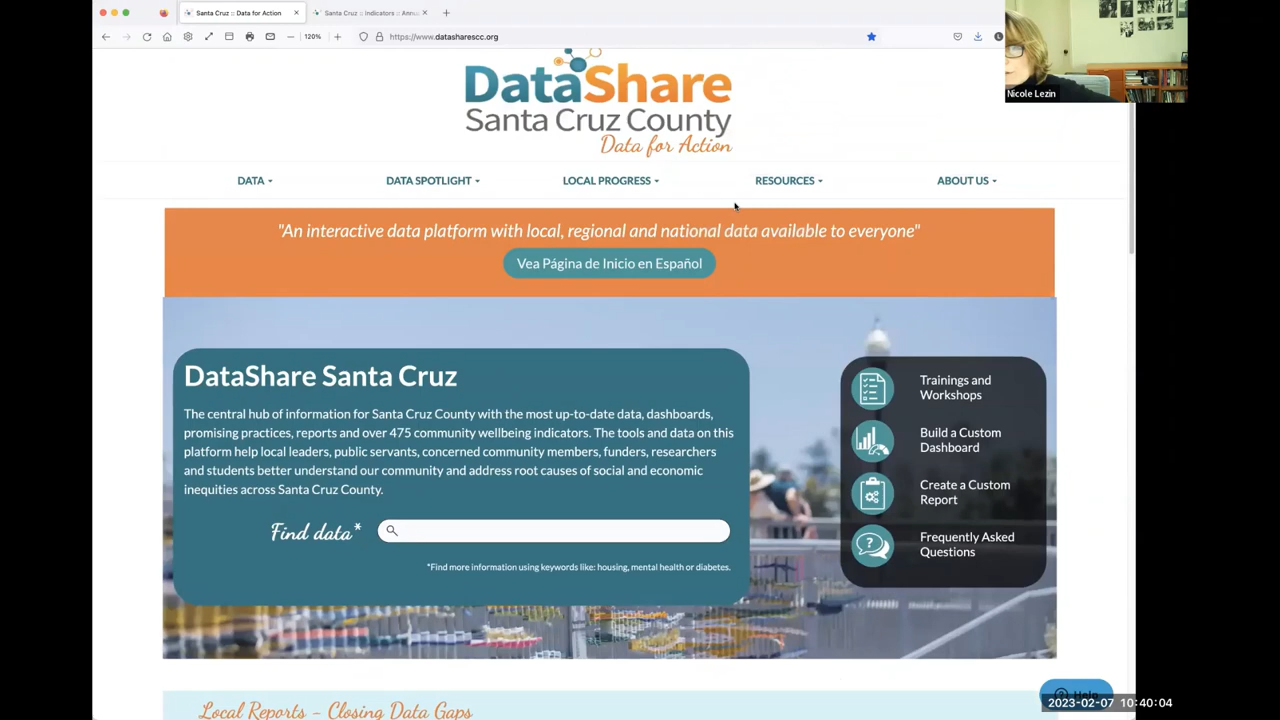 Santa Cruz :: Data for Action
Santa Cruz :: Indicators :: Annu
120%
https://www.datasharescc.org
Nicole Lezin
DataShare
Santa Cruz County
Data for Action
DATA
DATA SPOTLIGHT
LOCAL PROGRESS
RESOURCES
ABOUT US
"An interactive data platform with local, regional and national data available to everyone"
Vea Página de Inicio en Español
DataShare Santa Cruz
The central hub of information for Santa Cruz County with the most up-to-date data, dashboards,
promising practices, reports and over 475 community wellbeing indicators. The tools and data on this
platform help local leaders, public servants, concerned community members, funders, researchers
and students better understand our community and address root causes of social and economic
inequities across Santa Cruz County.
Find data*
*Find more information using keywords like: housing, mental health or diabetes.
Trainings and
Workshops
Build a Custom
Dashboard
Create a Custom
Report
Frequently Asked
Questions
Local Reports - Closing Data Gaps
Help
2023-02-07 10:40:04